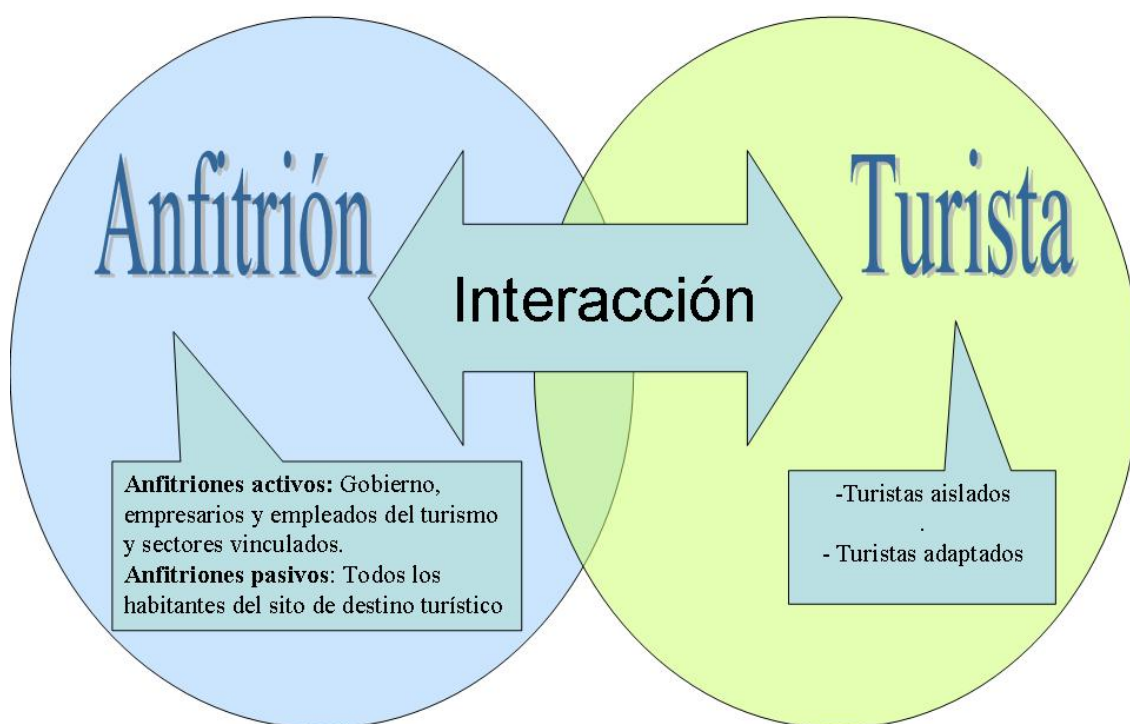 Anfitrión
Turista
Interacción
Anfitriones activos: Gobierno,
empresarios y empleados del turismo
y sectores vinculados.
Anfitriones pasivos: Todos los
habitantes del sito de destino turístico
-Turistas aislados
.
- Turistas adaptados